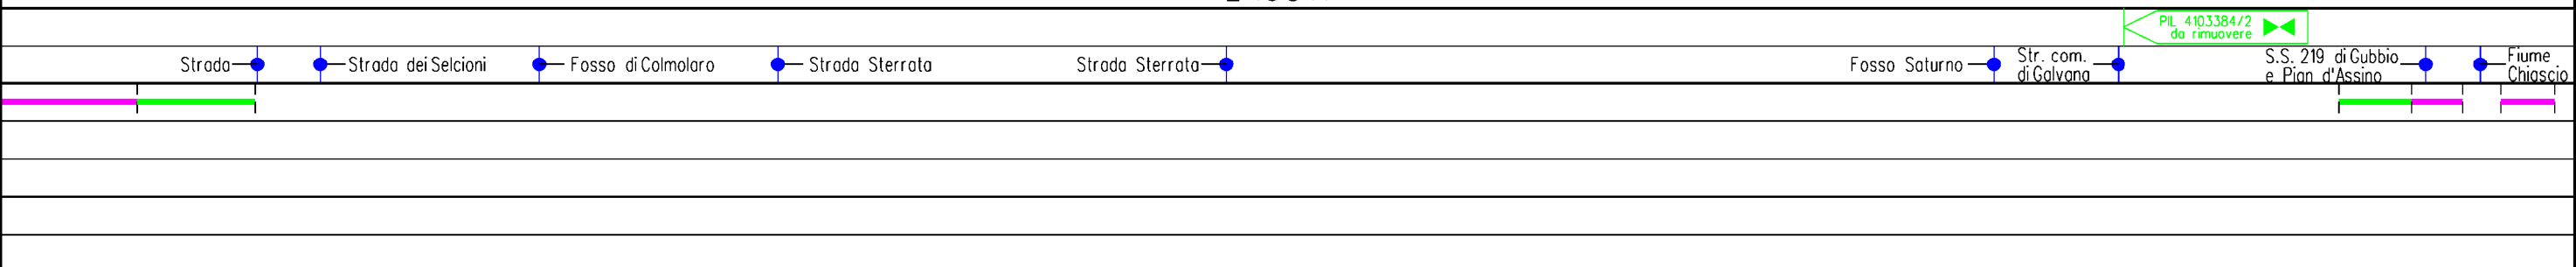 PIL 4103384/2
da rimuovere
Strada
Strada dei Selcioni
Fosso di Colmolaro
Strada Sterrata
Strada Sterrata
Fosso Saturno
Str. com.
di Galvana
S.S. 219 di Gubbio
e Pian d'Assino
Fiume
Chiascio